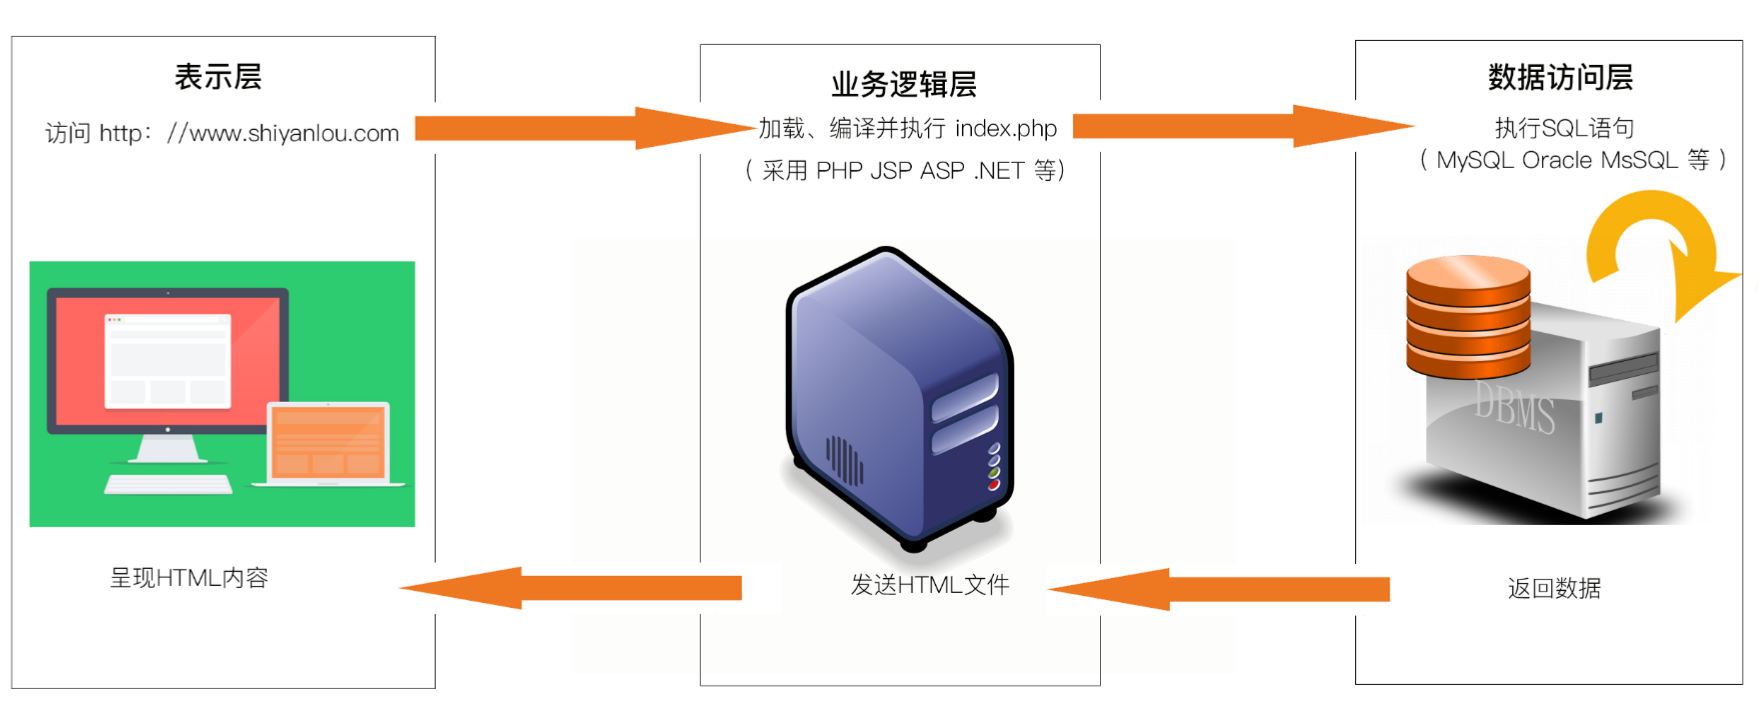 表示层
访问 http：//www.shiyanlou.com
呈现HTML内容
业务逻辑层
加载、编译并执行 index.php
（ 采用 PHP JSP ASP .NET 等）
发送HTML文件
数据访问层
执行SQL语句
（ MySQL Oracle MsSQL 等 ）
DBMS
返回数据